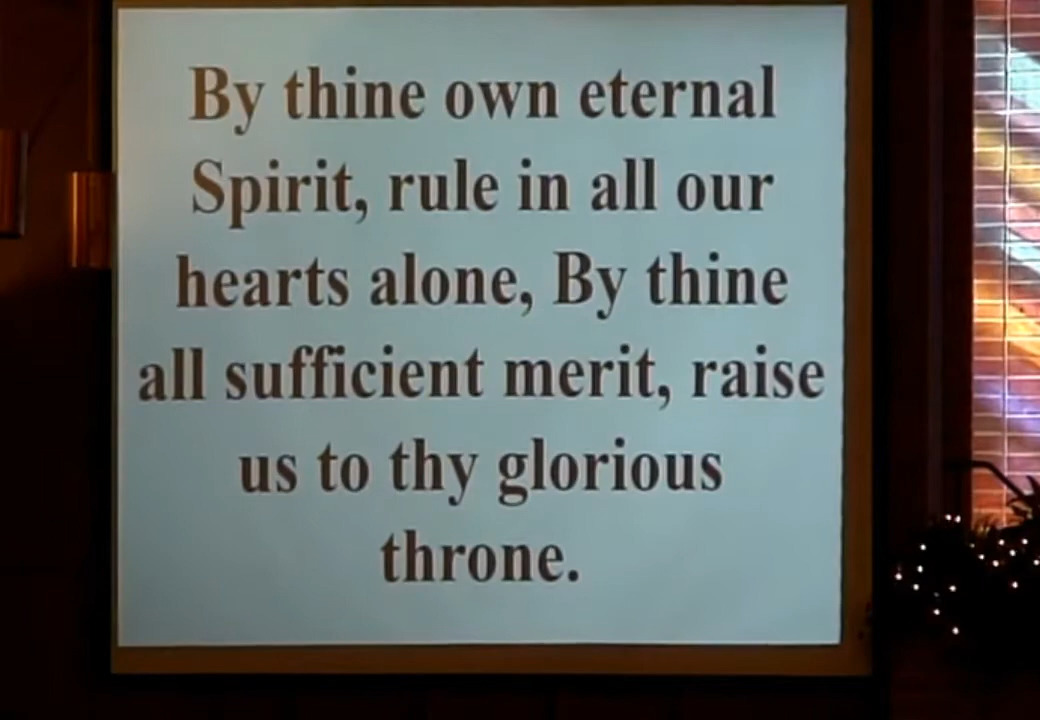 By thine own eternal
Spirit, rule in all our
hearts alone, By thine
all sufficient merit, raise
us to thy glorious
throne.